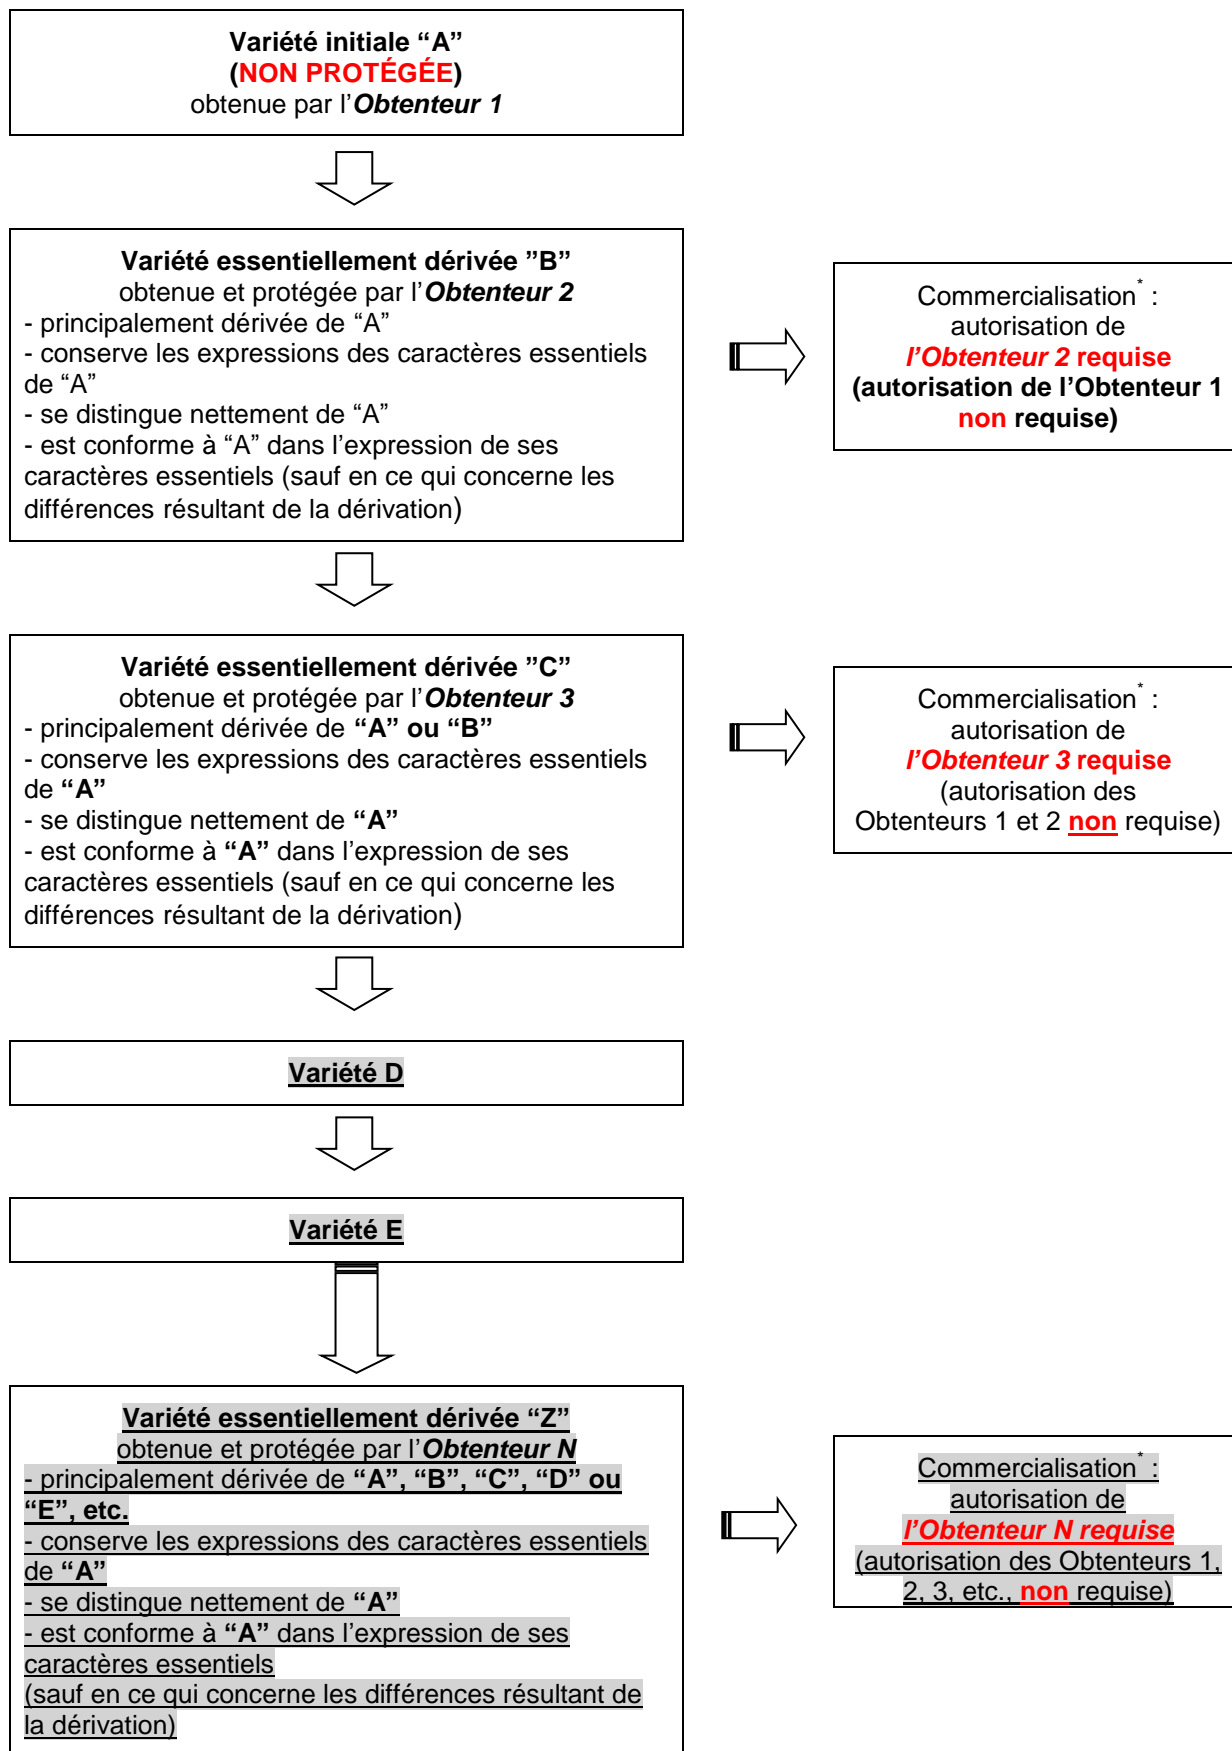 Variété initiale “A”
(NON PROTÉGÉE)
obtenue par l’Obtenteur 1
Variété essentiellement dérivée ”B”
obtenue et protégée par l’Obtenteur 2
- principalement dérivée de “A”
- conserve les expressions des caractères essentiels
de “A”
- se distingue nettement de “A”
- est conforme à “A” dans l’expression de ses
caractères essentiels (sauf en ce qui concerne les
différences résultant de la dérivation)
Commercialisation* :
autorisation de
l’Obtenteur 2 requise
(autorisation de l’Obtenteur 1
non requise)
Variété essentiellement dérivée ”C”
obtenue et protégée par l’Obtenteur 3
- principalement dérivée de “A” ou “B”
- conserve les expressions des caractères essentiels
de “A”
- se distingue nettement de “A”
- est conforme à “A” dans l’expression de ses
caractères essentiels (sauf en ce qui concerne les
différences résultant de la dérivation)
Commercialisation* :
autorisation de
l’Obtenteur 3 requise
(autorisation des
Obtenteurs 1 et 2 non requise)
Variété D
Variété E
Variété essentiellement dérivée “Z”
obtenue et protégée par l’Obtenteur N
- principalement dérivée de “A”, “B”, “C”, “D” ou
“E”, etc.
- conserve les expressions des caractères essentiels
de “A”
- se distingue nettement de “A”
- est conforme à “A” dans l’expression de ses
caractères essentiels
(sauf en ce qui concerne les différences résultant de
la dérivation)
Commercialisation* :
autorisation de
l’Obtenteur N requise
(autorisation des Obtenteurs 1,
2, 3, etc., non requise)